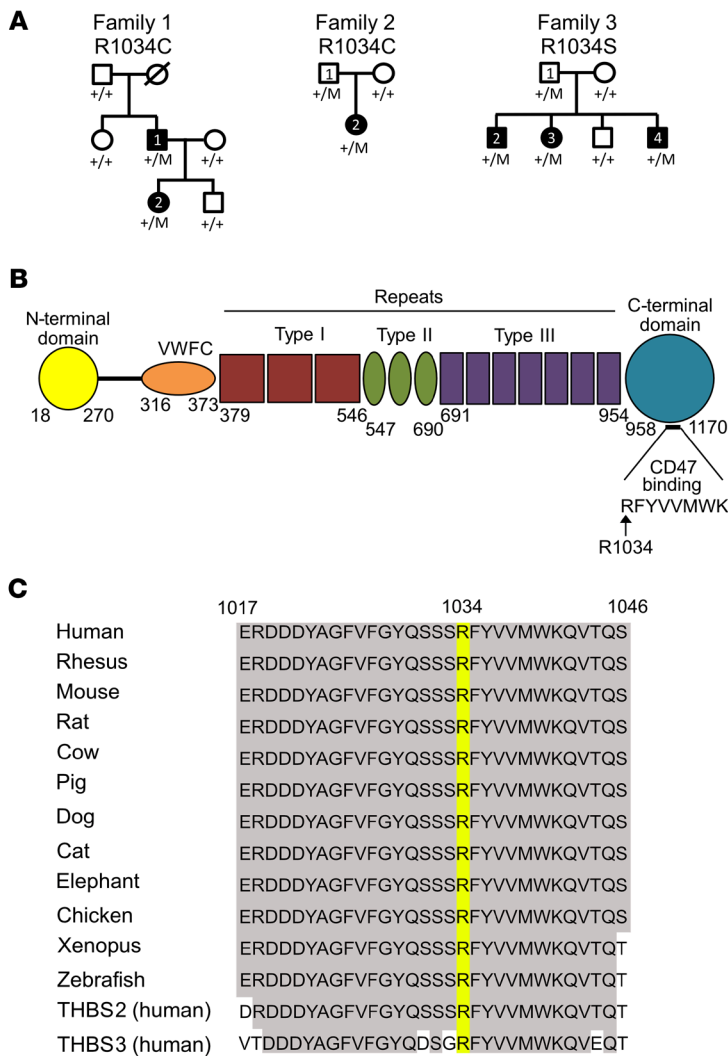 A
Family 1
R1034C
+/M +/+
+/+ +/M +/+
1
2
+/M +/+
Family 2
R1034C
1
+/M +/+
2
+/M
Family 3
R1034S
1
+/M +/+
2 3 4
+/M +/M +/+ +/M
B
Repeats
N-terminal domain
VWFC
Type I
Type II
Type III
C-terminal domain
18 270
316 373
379 546
547 690
691 954
958 1170
CD47 binding
RFYVVMWK
R1034
C
1017 1034 1046
Human ERDDDYAGFVFGYQSSSRFYVVMWKQVTQS
Rhesus ERDDDYAGFVFGYQSSSRFYVVMWKQVTQS
Mouse ERDDDYAGFVFGYQSSSRFYVVMWKQVTQS
Rat ERDDDYAGFVFGYQSSSRFYVVMWKQVTQS
Cow ERDDDYAGFVFGYQSSSRFYVVMWKQVTQS
Pig ERDDDYAGFVFGYQSSSRFYVVMWKQVTQS
Dog ERDDDYAGFVFGYQSSSRFYVVMWKQVTQS
Cat ERDDDYAGFVFGYQSSSRFYVVMWKQVTQS
Elephant ERDDDYAGFVFGYQSSSRFYVVMWKQVTQS
Chicken ERDDDYAGFVFGYQSSSRFYVVMWKQVTQS
Xenopus ERDDDYAGFVFGYQSSSRFYVVMWKQVTQT
Zebrafish ERDDDYAGFVFGYQSSSRFYVVMWKQVTQT
THBS2 (human) DRDDDYAGFVFGYQSSSRFYVVMWKQVTQT
THBS3 (human) VTDDDYAGFVFGYQDSGRFYVVMWKQVEQT